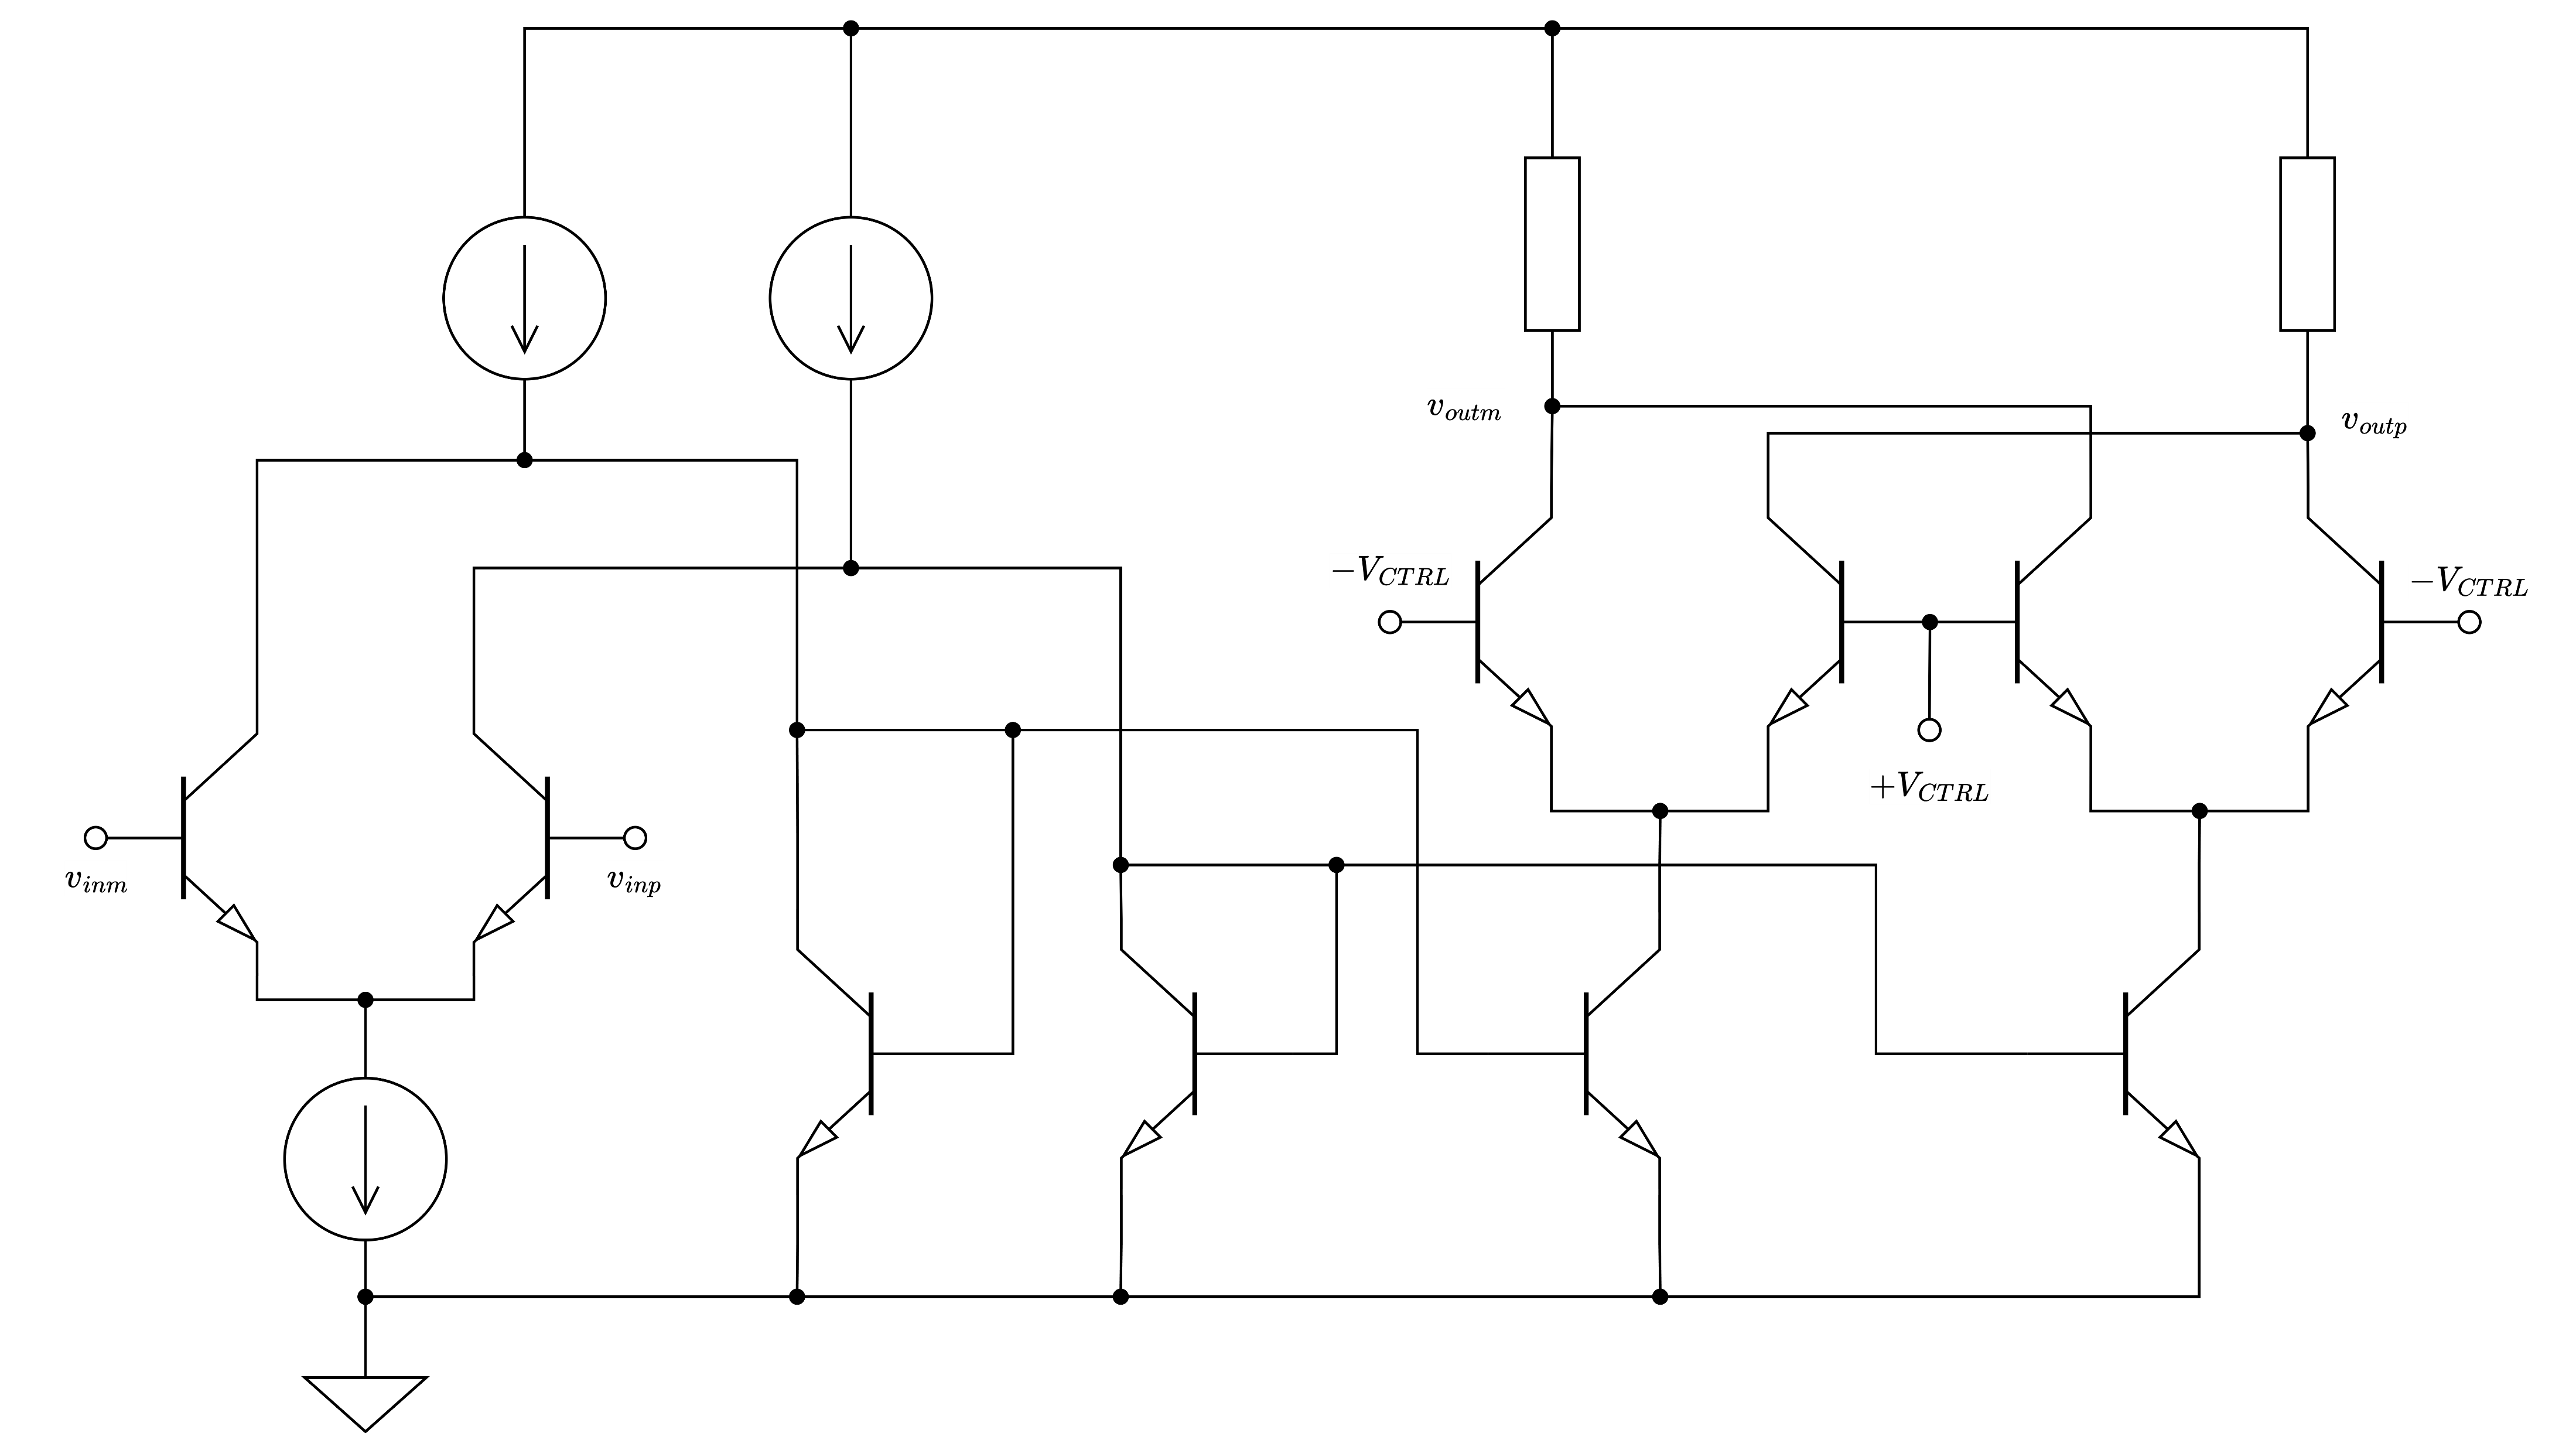 v_outm
v_outp
−V_CTRL
−V_CTRL
+V_CTRL
v_inm
v_inp